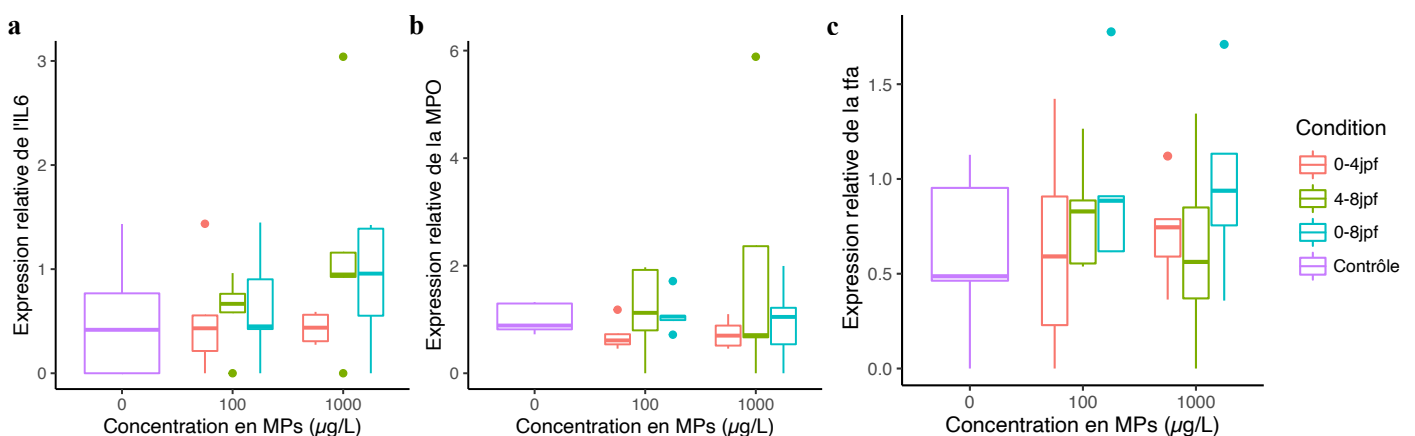 a
Expression relative de l'IL6
3
2
1
0
0
100
1000
Concentration en MPs (µg/L)
b
Expression relative de la MPO
6
4
2
0
0
100
1000
Concentration en MPs (µg/L)
c
Expression relative de la tfa
1.5
1.0
0.5
0.0
0
100
1000
Concentration en MPs (µg/L)
Condition
0-4jpf
4-8jpf
0-8jpf
Contrôle